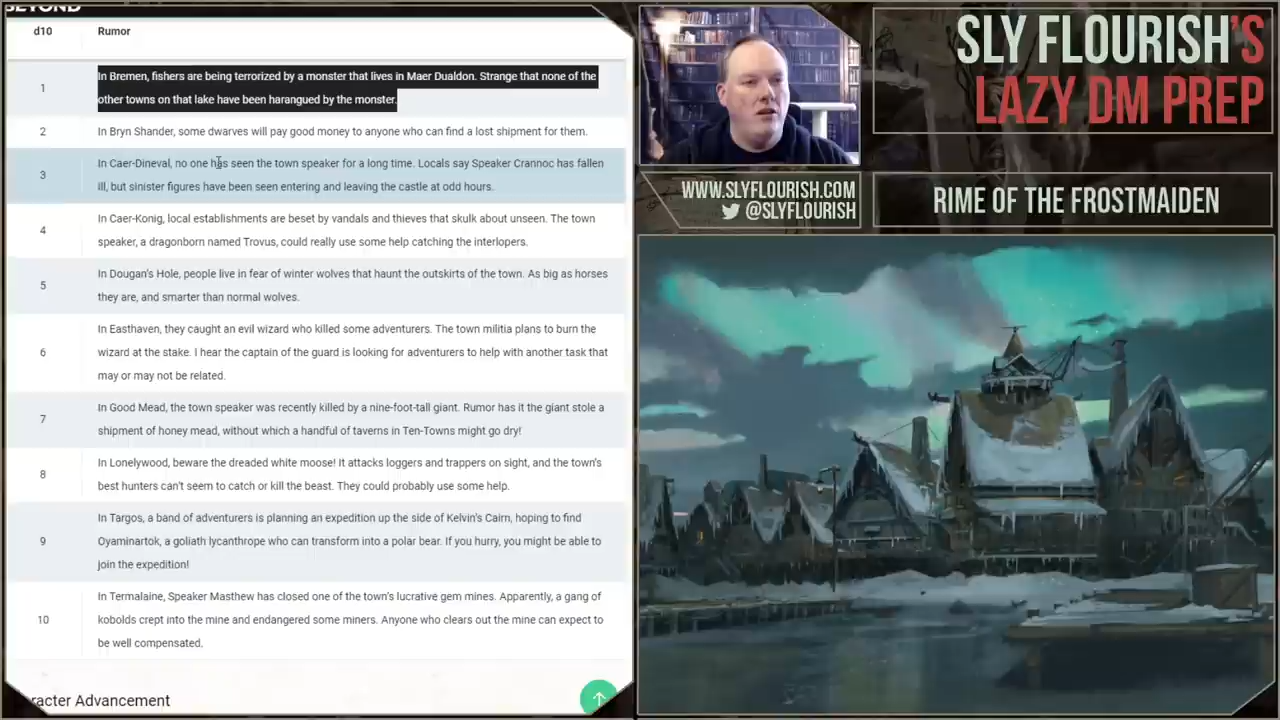 BEYOND
d10 Rumor
1
In Bremen, fishers are being terrorized by a monster that lives in Maer Dualdon. Strange that none of the
other towns on that lake have been harangued by the monster.
2 In Bryn Shander, some dwarves will pay good money to anyone who can find a lost shipment for them.
3
In Caer-Dineval, no one has seen the town speaker for a long time. Locals say Speaker Crannoc has fallen
ill, but sinister figures have been seen entering and leaving the castle at odd hours.
4
In Caer-Konig, local establishments are beset by vandals and thieves that skulk about unseen. The town
speaker, a dragonborn named Trovus, could really use some help catching the interlopers.
5
In Dougan's Hole, people live in fear of winter wolves that haunt the outskirts of the town. As big as horses
they are, and smarter than normal wolves.
6
In Easthaven, they caught an evil wizard who killed some adventurers. The town militia plans to burn the
wizard at the stake. I hear the captain of the guard is looking for adventurers to help with another task that
may or may not be related.
7
In Good Mead, the town speaker was recently killed by a nine-foot-tall giant. Rumor has it the giant stole a
shipment of honey mead, without which a handful of taverns in Ten-Towns might go dry!
8
In Lonelywood, beware the dreaded white moose! It attacks loggers and trappers on sight, and the town's
best hunters can't seem to catch or kill the beast. They could probably use some help.
9
In Targos, a band of adventurers is planning an expedition up the side of Kelvin's Cairn, hoping to find
Oyaminartok, a goliath lycanthrope who can transform into a polar bear. If you hurry, you might be able to
join the expedition!
10
In Termalaine, Speaker Masthew has closed one of the town's lucrative gem mines. Apparently, a gang of
kobolds crept into the mine and endangered some miners. Anyone who clears out the mine can expect to
be well compensated.
racter Advancement
SLY FLOURISH'S
LAZY DM PREP
WWW.SLYFLOURISH.COM
@SLYFLOURISH
RIME OF THE FROSTMAIDEN